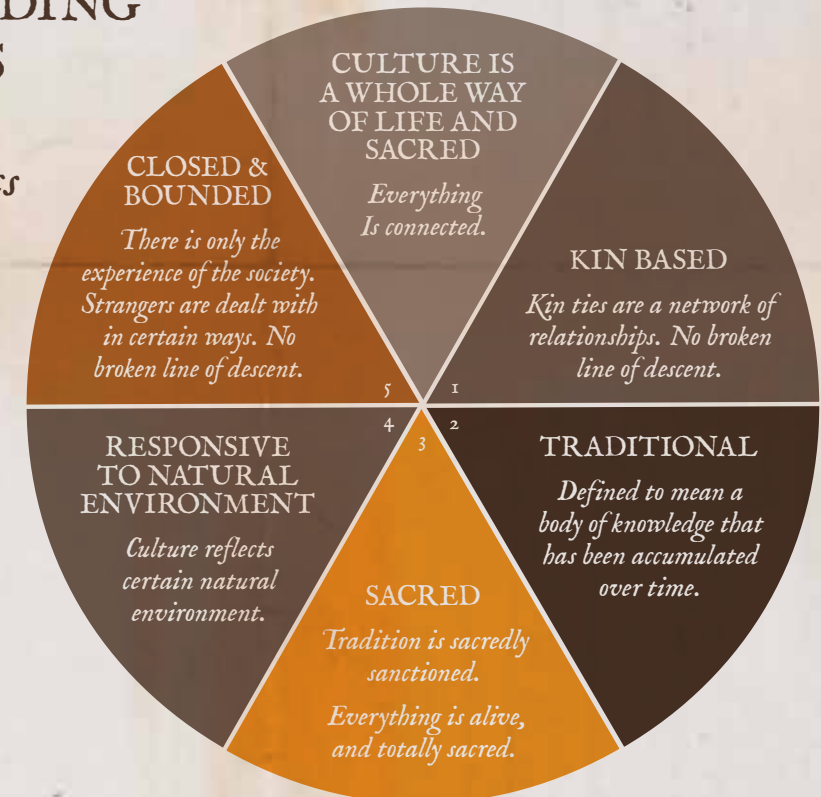 DING
S
cs
CULTURE IS
A WHOLE WAY
OF LIFE AND
SACRED
Everything
Is connected.
KIN BASED
Kin ties are a network of
relationships. No broken
line of descent.
1
TRADITIONAL
Defined to mean a
body of knowledge that
has been accumulated
over time.
2
SACRED
Tradition is sacredly
sanctioned.
Everything is alive,
and totally sacred.
3
RESPONSIVE
TO NATURAL
ENVIRONMENT
Culture reflects
certain natural
environment.
4
CLOSED &
BOUNDED
There is only the
experience of the society.
Strangers are dealt with
in certain ways. No
broken line of descent.
5